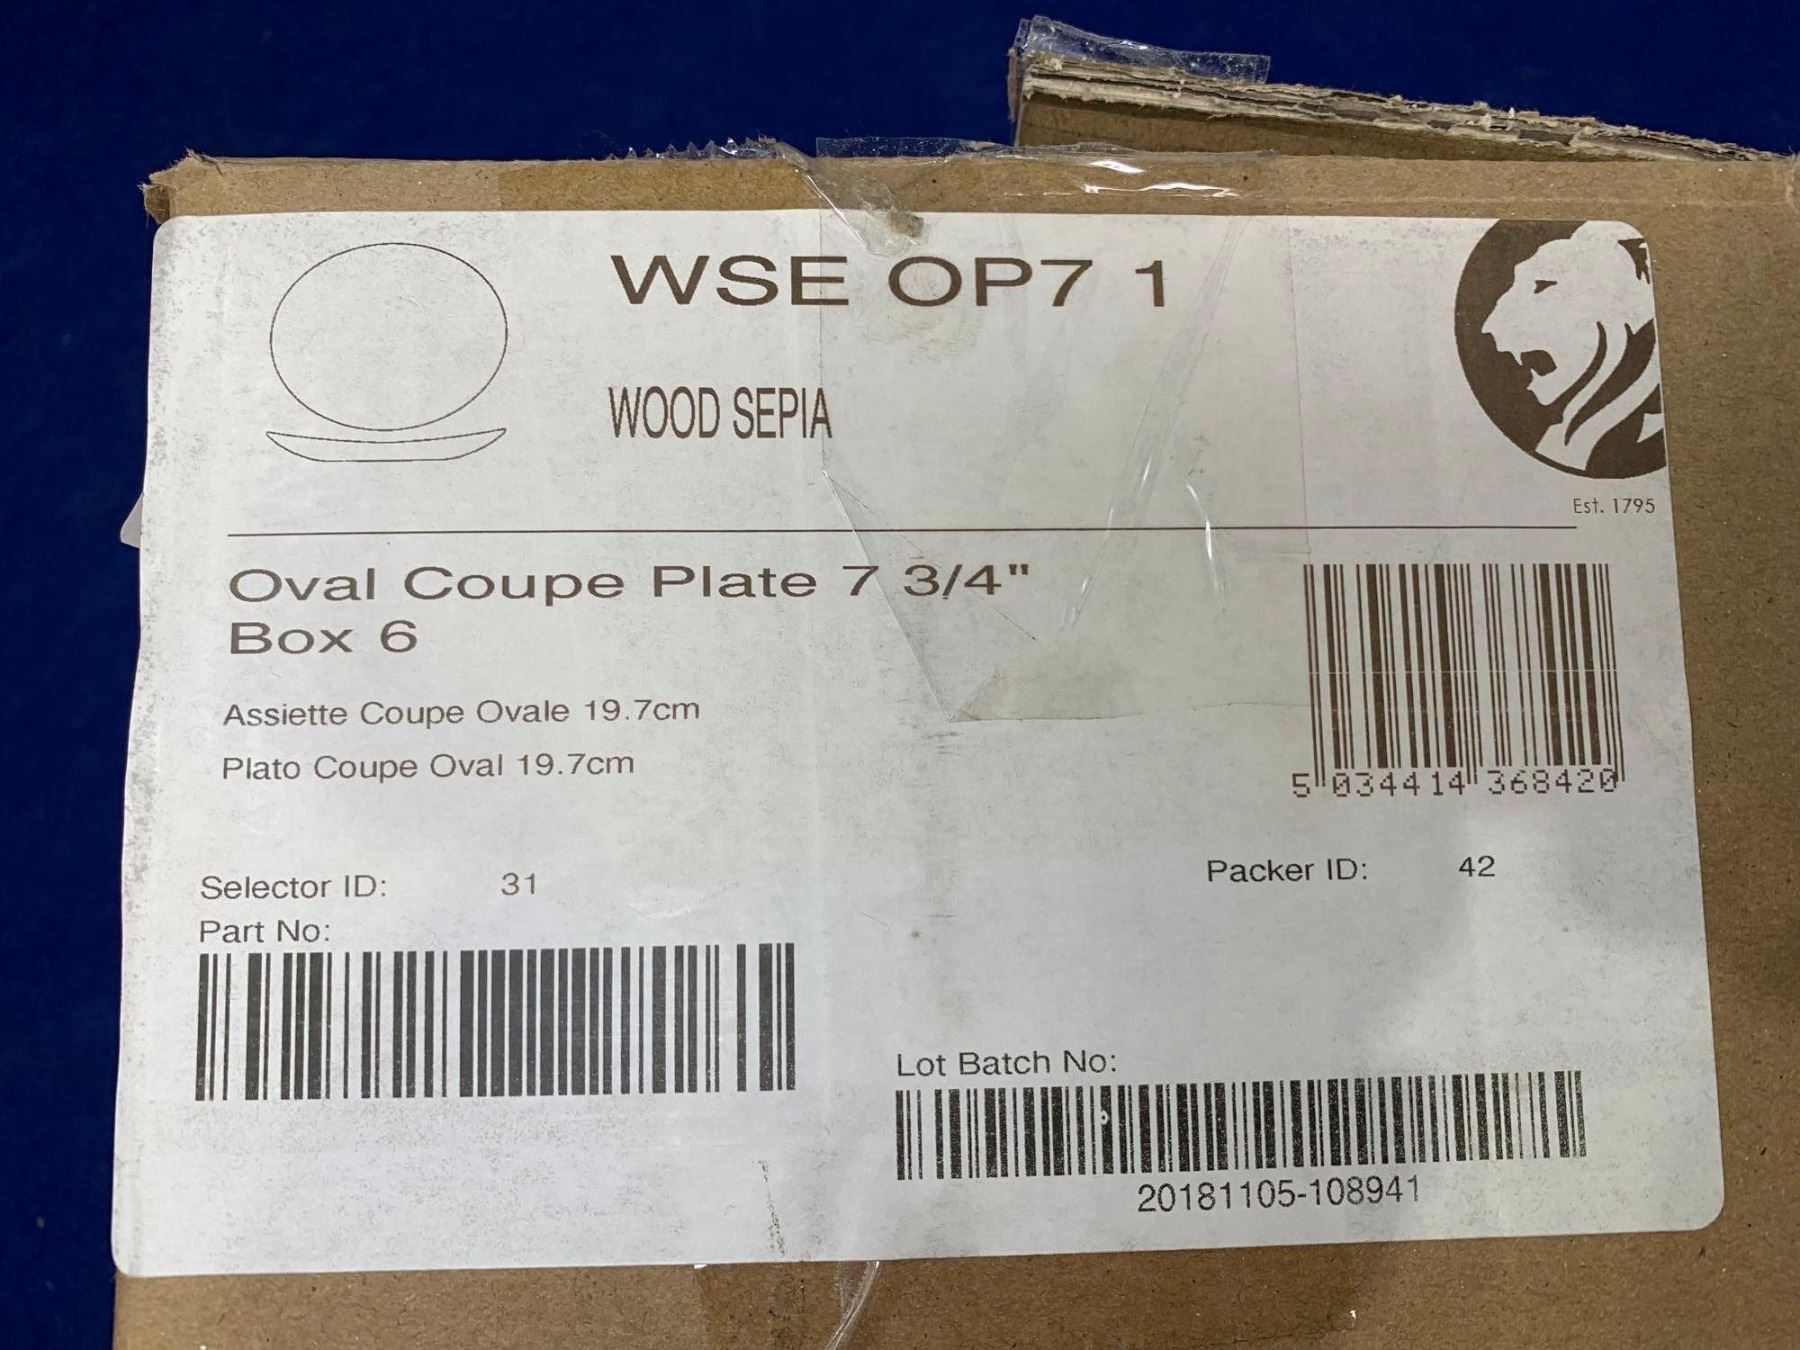 WSE OP7 1
WOOD SEPIA
Est. 1795
Oval Coupe Plate 7 3/4"
Box 6
Assiette Coupe Ovale 19.7cm
Plato Coupe Oval 19.7cm
5 034414 368420
Selector ID: 31
Packer ID: 42
Part No:
Lot Batch No:
20181105-108941